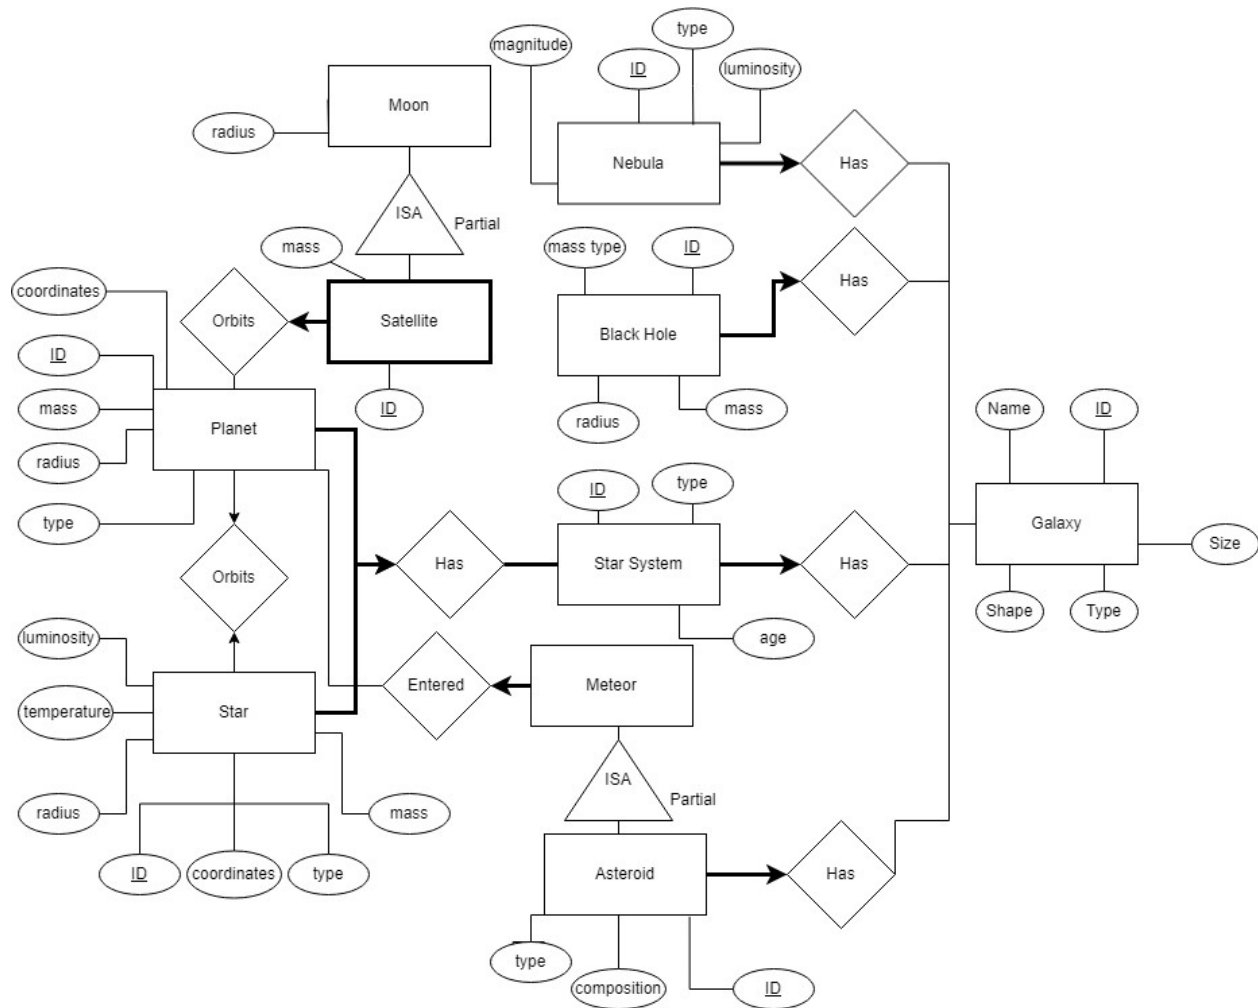 type
magnitude
ID
luminosity
Moon
radius
Nebula
Has
ISA
Partial
mass
mass type
ID
coordinates
Orbits
Satellite
Black Hole
Has
ID
mass
ID
radius
mass
Planet
Name
ID
radius
ID
type
type
Galaxy
Orbits
Has
Star System
Has
Size
Shape
Type
luminosity
age
Entered
Meteor
temperature
Star
ISA
Partial
radius
mass
ID
coordinates
type
Asteroid
Has
type
composition
ID